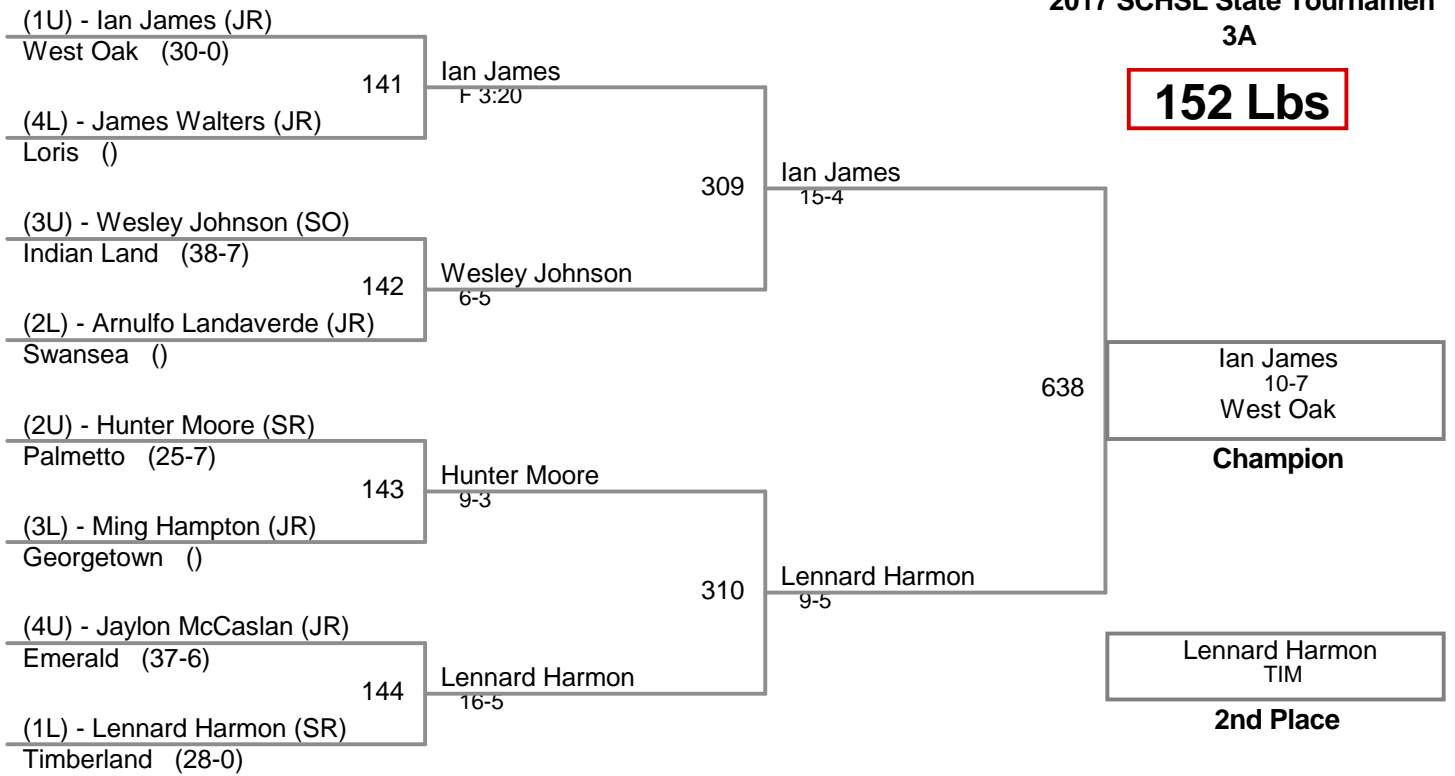 2017 SCHSL State Tournamen
3A
152 Lbs
(1U) - Ian James (JR)
West Oak (30-0)
141
Ian James
F 3:20
(4L) - James Walters (JR)
Loris ()
309
Ian James
15-4
(3U) - Wesley Johnson (SO)
Indian Land (38-7)
142
Wesley Johnson
6-5
(2L) - Arnulfo Landaverde (JR)
Swansea ()
638
Ian James
10-7
West Oak
Champion
(2U) - Hunter Moore (SR)
Palmetto (25-7)
143
Hunter Moore
9-3
(3L) - Ming Hampton (JR)
Georgetown ()
310
Lennard Harmon
9-5
(4U) - Jaylon McCaslan (JR)
Emerald (37-6)
144
Lennard Harmon
16-5
(1L) - Lennard Harmon (SR)
Timberland (28-0)
Lennard Harmon
TIM
2nd Place